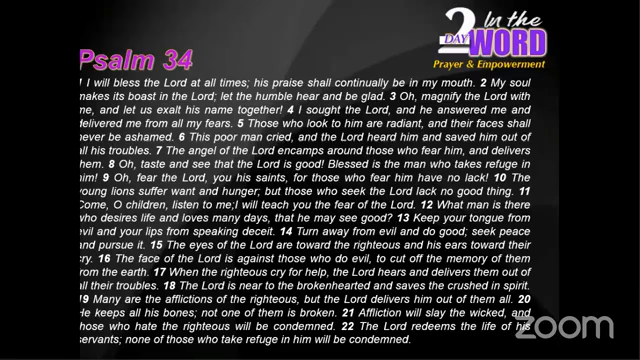 2 In the
DAY WORD
Prayer & Empowerment
Psalm 34
1 I will bless the Lord at all times; his praise shall continually be in my mouth. 2 My soul
makes its boast in the Lord; let the humble hear and be glad. 3 Oh, magnify the Lord with
me, and let us exalt his name together! 4 I sought the Lord, and he answered me and
delivered me from all my fears. 5 Those who look to him are radiant, and their faces shall
never be ashamed. 6 This poor man cried, and the Lord heard him and saved him out of
all his troubles. 7 The angel of the Lord encamps around those who fear him, and delivers
them. 8 Oh, taste and see that the Lord is good! Blessed is the man who takes refuge in
him! 9 Oh, fear the Lord, you his saints, for those who fear him have no lack! 10 The
young lions suffer want and hunger; but those who seek the Lord lack no good thing. 11
Come, O children, listen to me;I will teach you the fear of the Lord. 12 What man is there
who desires life and loves many days, that he may see good? 13 Keep your tongue from
evil and your lips from speaking deceit. 14 Turn away from evil and do good; seek peace
and pursue it. 15 The eyes of the Lord are toward the righteous and his ears toward their
cry. 16 The face of the Lord is against those who do evil, to cut off the memory of them
from the earth. 17 When the righteous cry for help, the Lord hears and delivers them out of
all their troubles. 18 The Lord is near to the brokenhearted and saves the crushed in spirit.
19 Many are the afflictions of the righteous, but the Lord delivers him out of them all. 20
He keeps all his bones; not one of them is broken. 21 Affliction will slay the wicked, and
those who hate the righteous will be condemned. 22 The Lord redeems the life of his
servants; none of those who take refuge in him will be condemned.
zoom